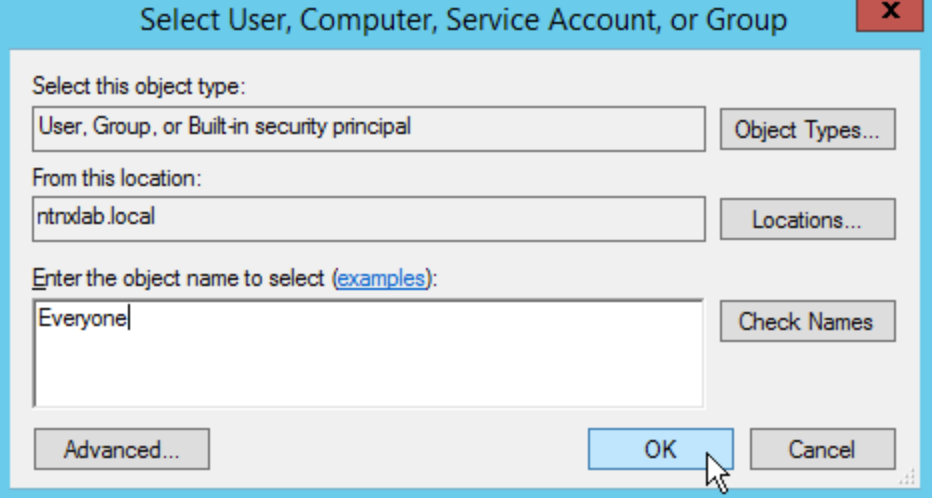 Select User, Computer, Service Account, or Group
x
Select this object type:
User, Group, or Built-in security principal
Object Types...
From this location:
ntnxlab.local
Locations...
Enter the object name to select (examples):
Everyone
Check Names
Advanced...
OK
Cancel